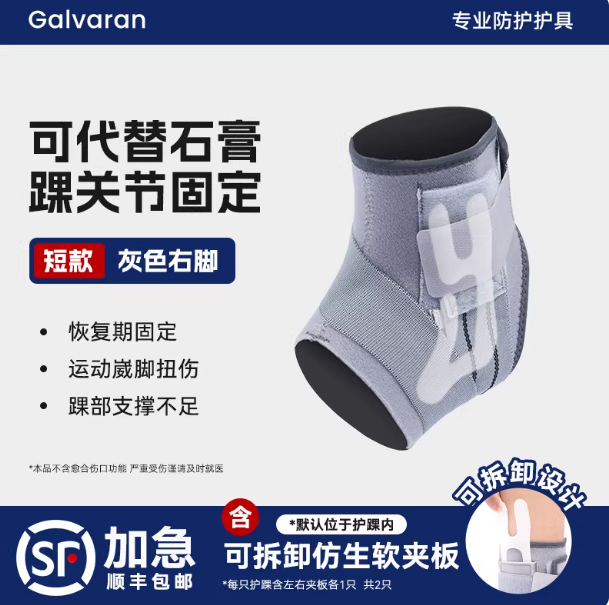 Galvaran
专业防护护具
可代替石膏
踝关节固定
短款 灰色右脚
• 恢复期固定
• 运动崴脚扭伤
• 踝部支撑不足
*本品不含愈合伤口功能 严重受伤谨请及时就医
可拆卸设计
SF 加急
顺丰包邮
含
*默认位于护踝内
可拆卸仿生软夹板
*每只护踝含左右夹板各1只 共2只